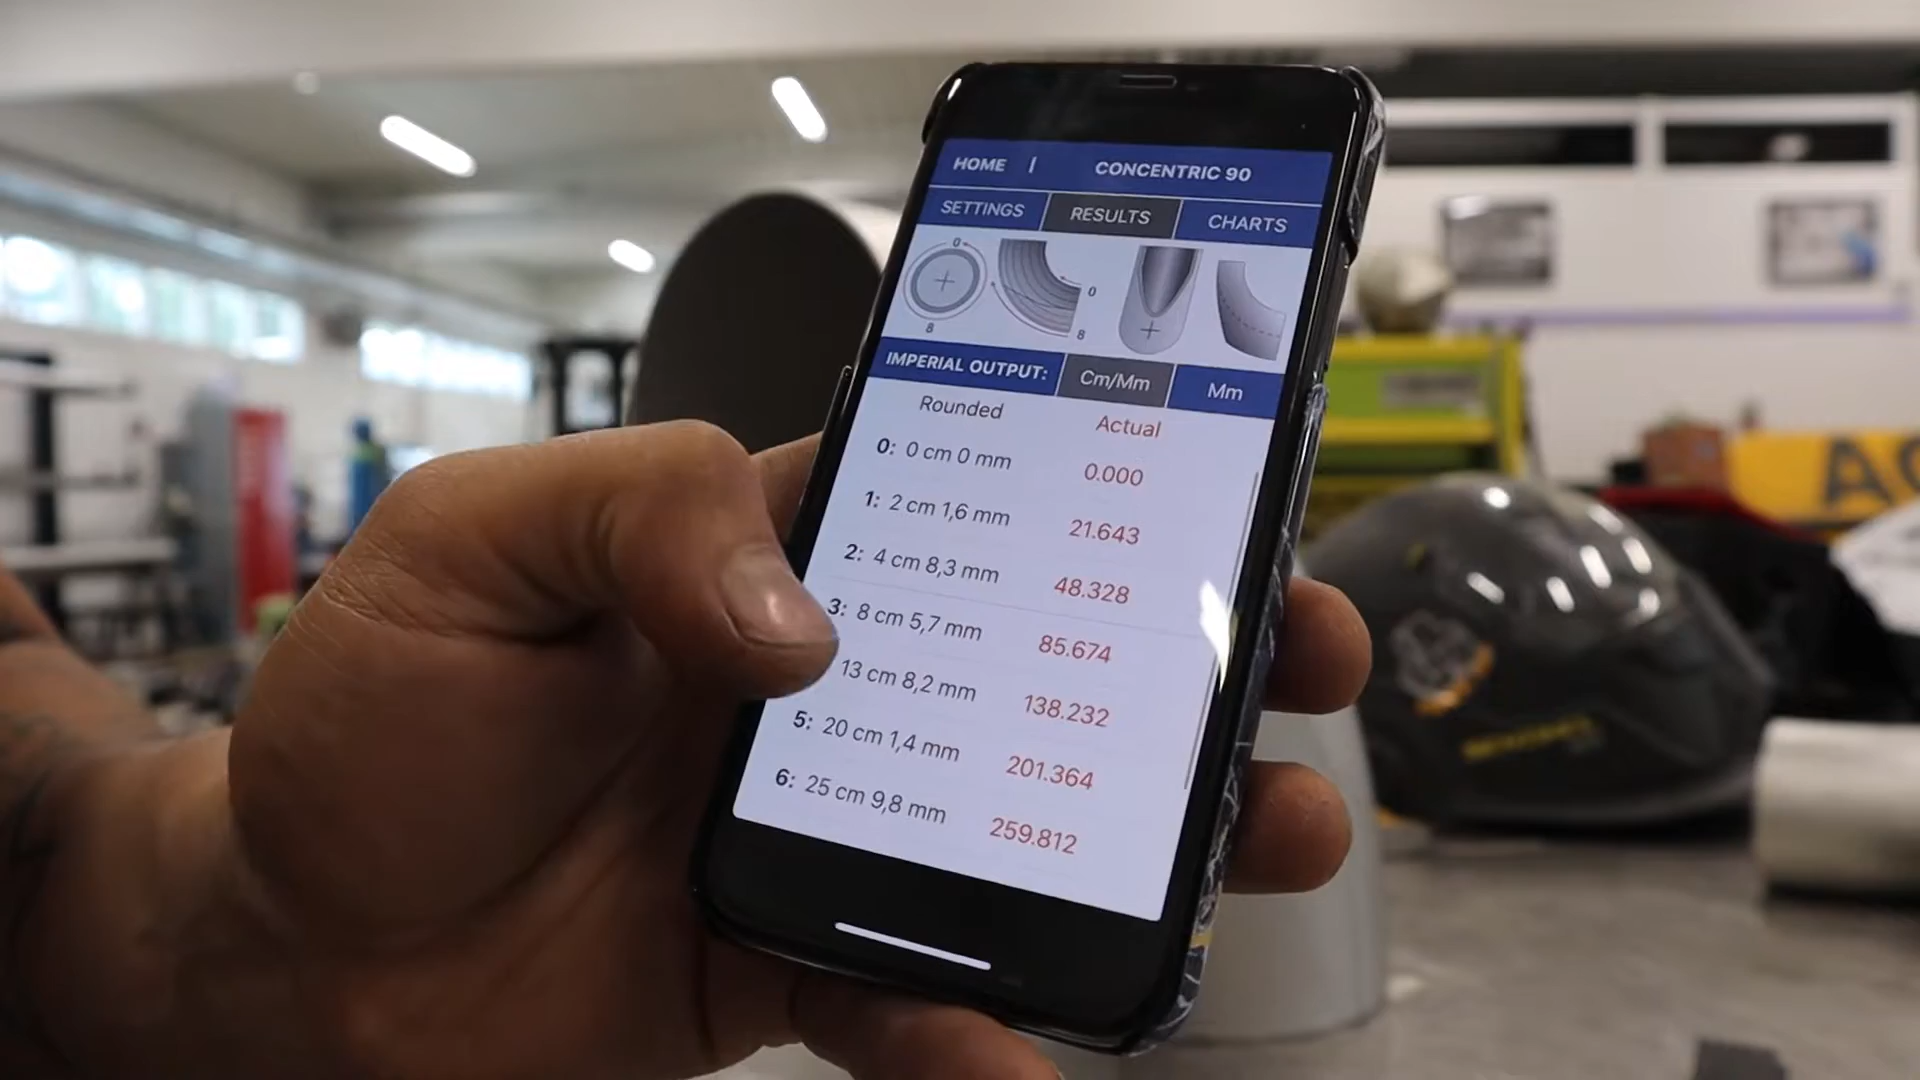 HOME | CONCENTRIC 90
SETTINGS RESULTS CHARTS
0 0
8 8
IMPERIAL OUTPUT: Cm/Mm Mm
Rounded Actual
0: 0 cm 0 mm 0.000
1: 2 cm 1,6 mm 21.643
2: 4 cm 8,3 mm 48.328
3: 8 cm 5,7 mm 85.674
13 cm 8,2 mm 138.232
5: 20 cm 1,4 mm 201.364
6: 25 cm 9,8 mm 259.812